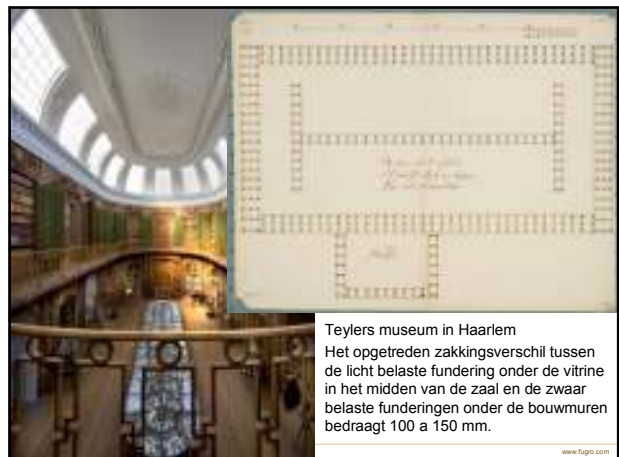 Teylers museum in Haarlem
Het opgetreden zakkingsverschil tussen
de licht belaste fundering onder de vitrine
in het midden van de zaal en de zwaar
belaste funderingen onder de bouwmuren
bedraagt 100 a 150 mm.
www.fugro.com